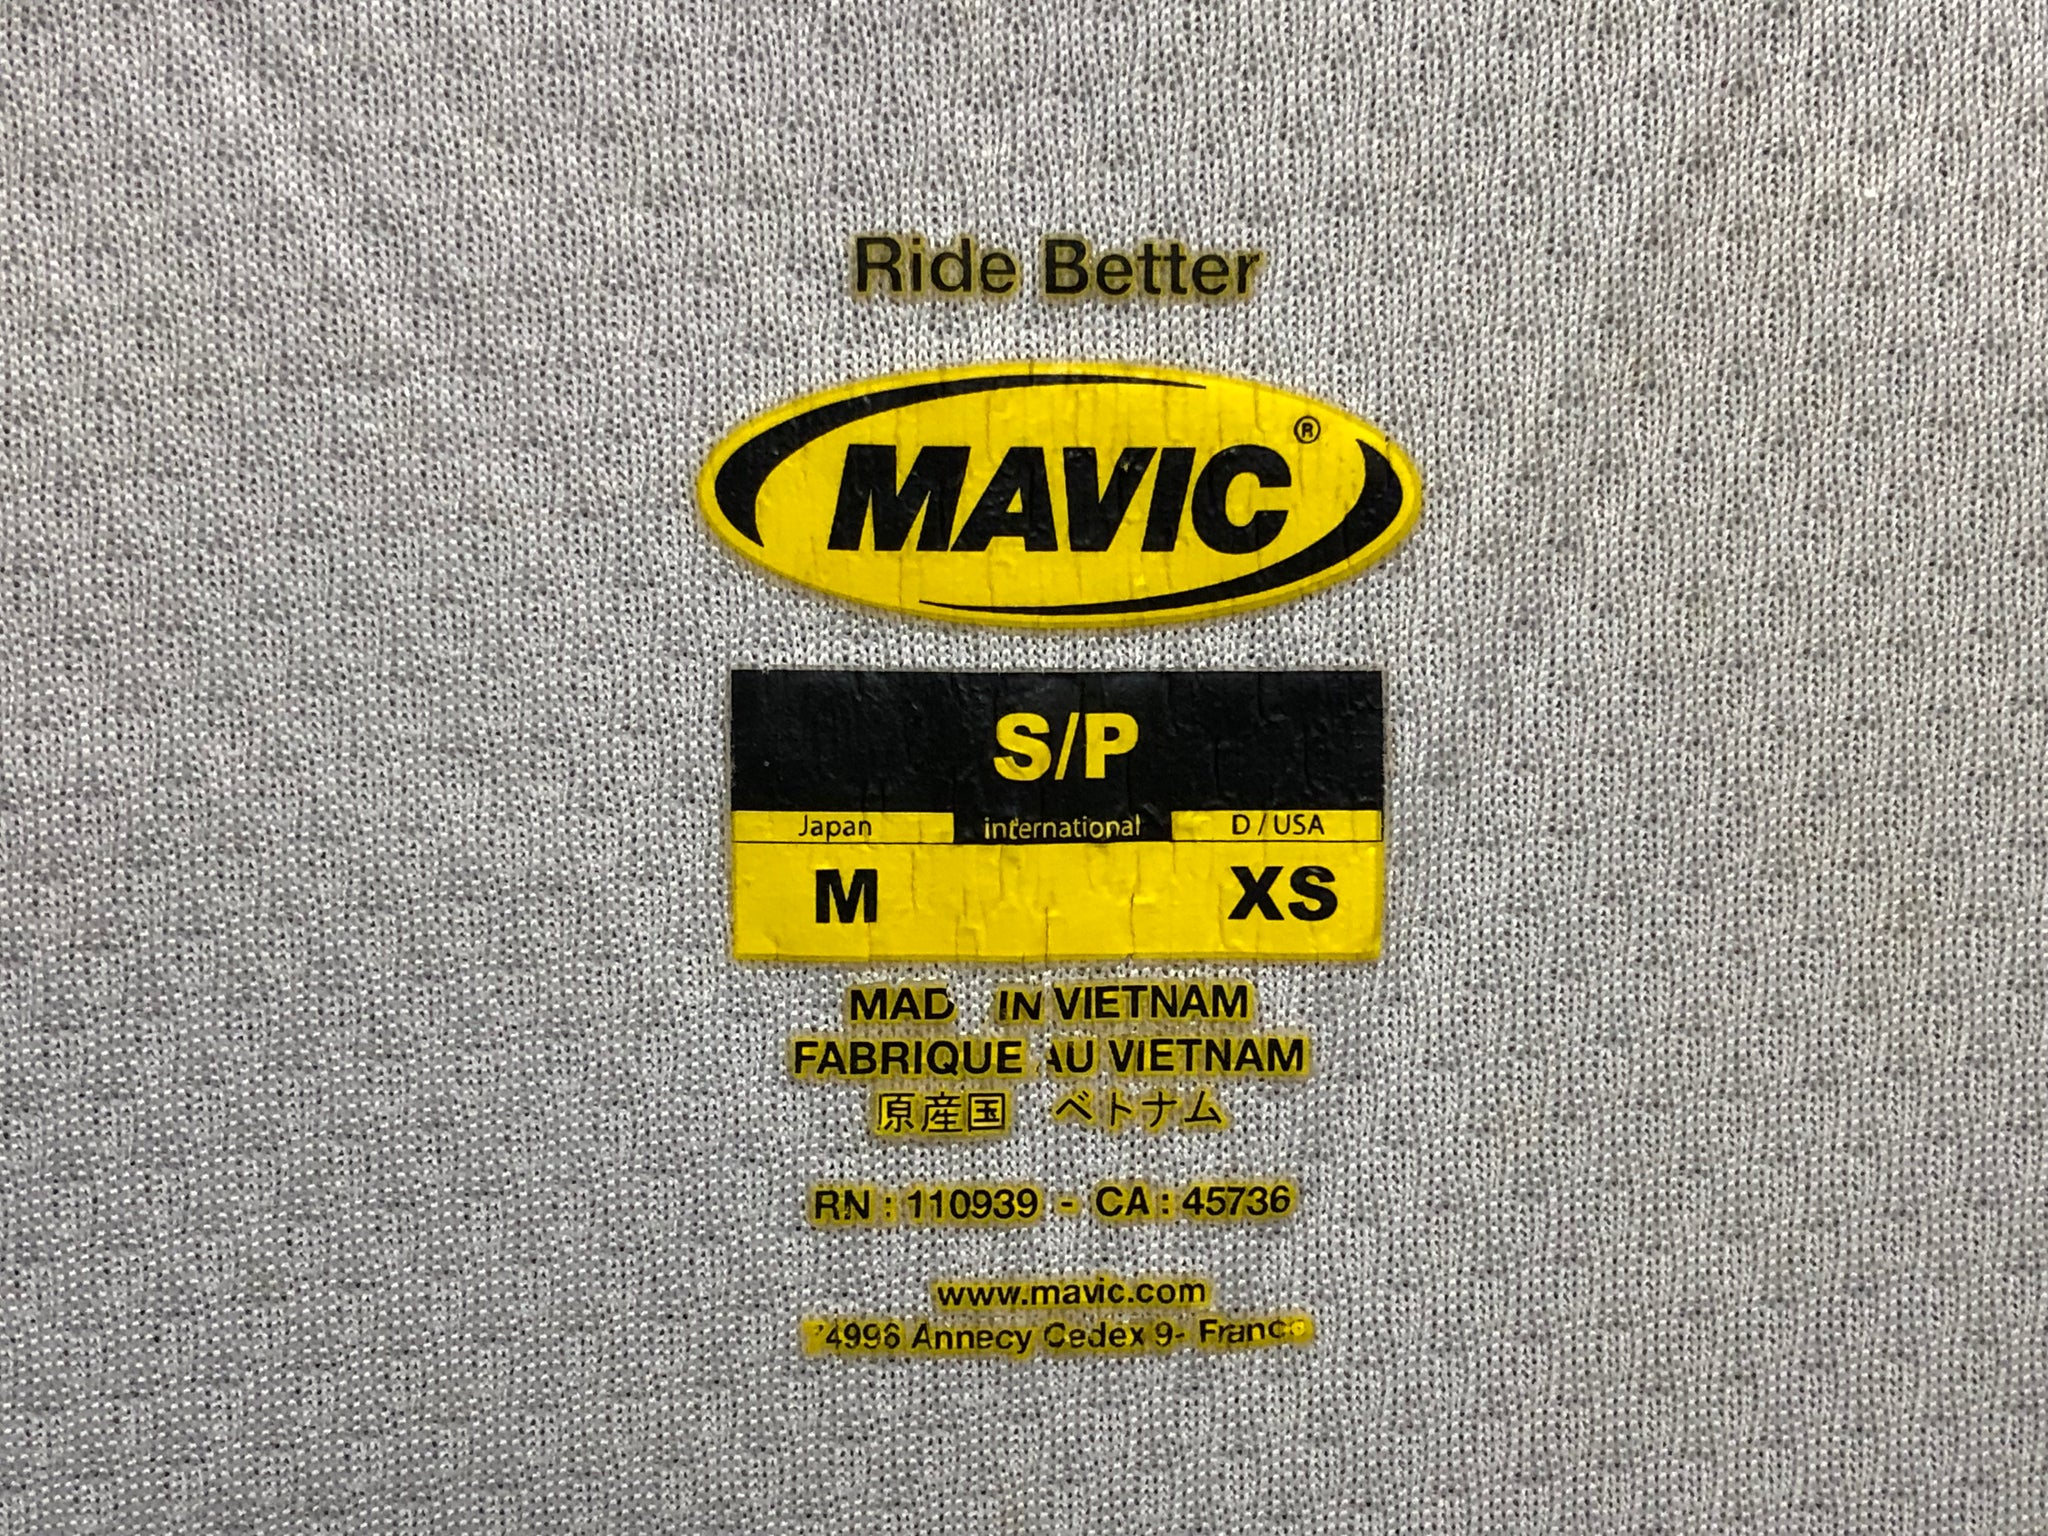 Ride Better
MAVIC ®
S/P
Japan international D / USA
M XS
MAD IN VIETNAM
FABRIQUE AU VIETNAM
原産国 ベトナム
RN : 110939 - CA : 45736
www.mavic.com
74996 Annecy Cedex 9- France